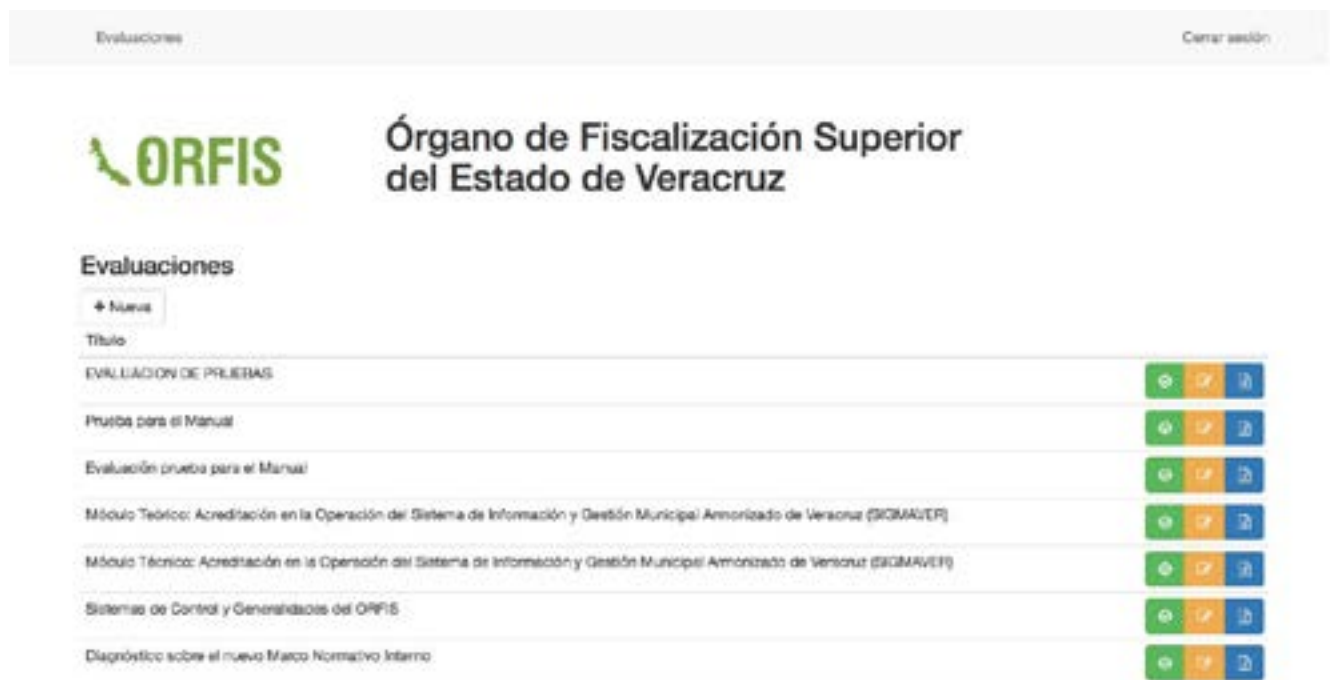 Evaluaciones
Cerrar sesión
ORFIS
Órgano de Fiscalización Superior
del Estado de Veracruz
Evaluaciones
+ Nueva
Título
EVALUACION DE PRUEBAS
Prueba para el Manual
Evaluación prueba para el Manual
Módulo Teórico: Acreditación en la Operación del Sistema de Información y Gestión Municipal Armonizado de Veracruz (SIGMAVER)
Módulo Técnico: Acreditación en la Operación del Sistema de Información y Gestión Municipal Armonizado de Veracruz (SIGMAVER)
Sistemas de Control y Generalidades del ORFIS
Diagnóstico sobre el nuevo Marco Normativo Interno